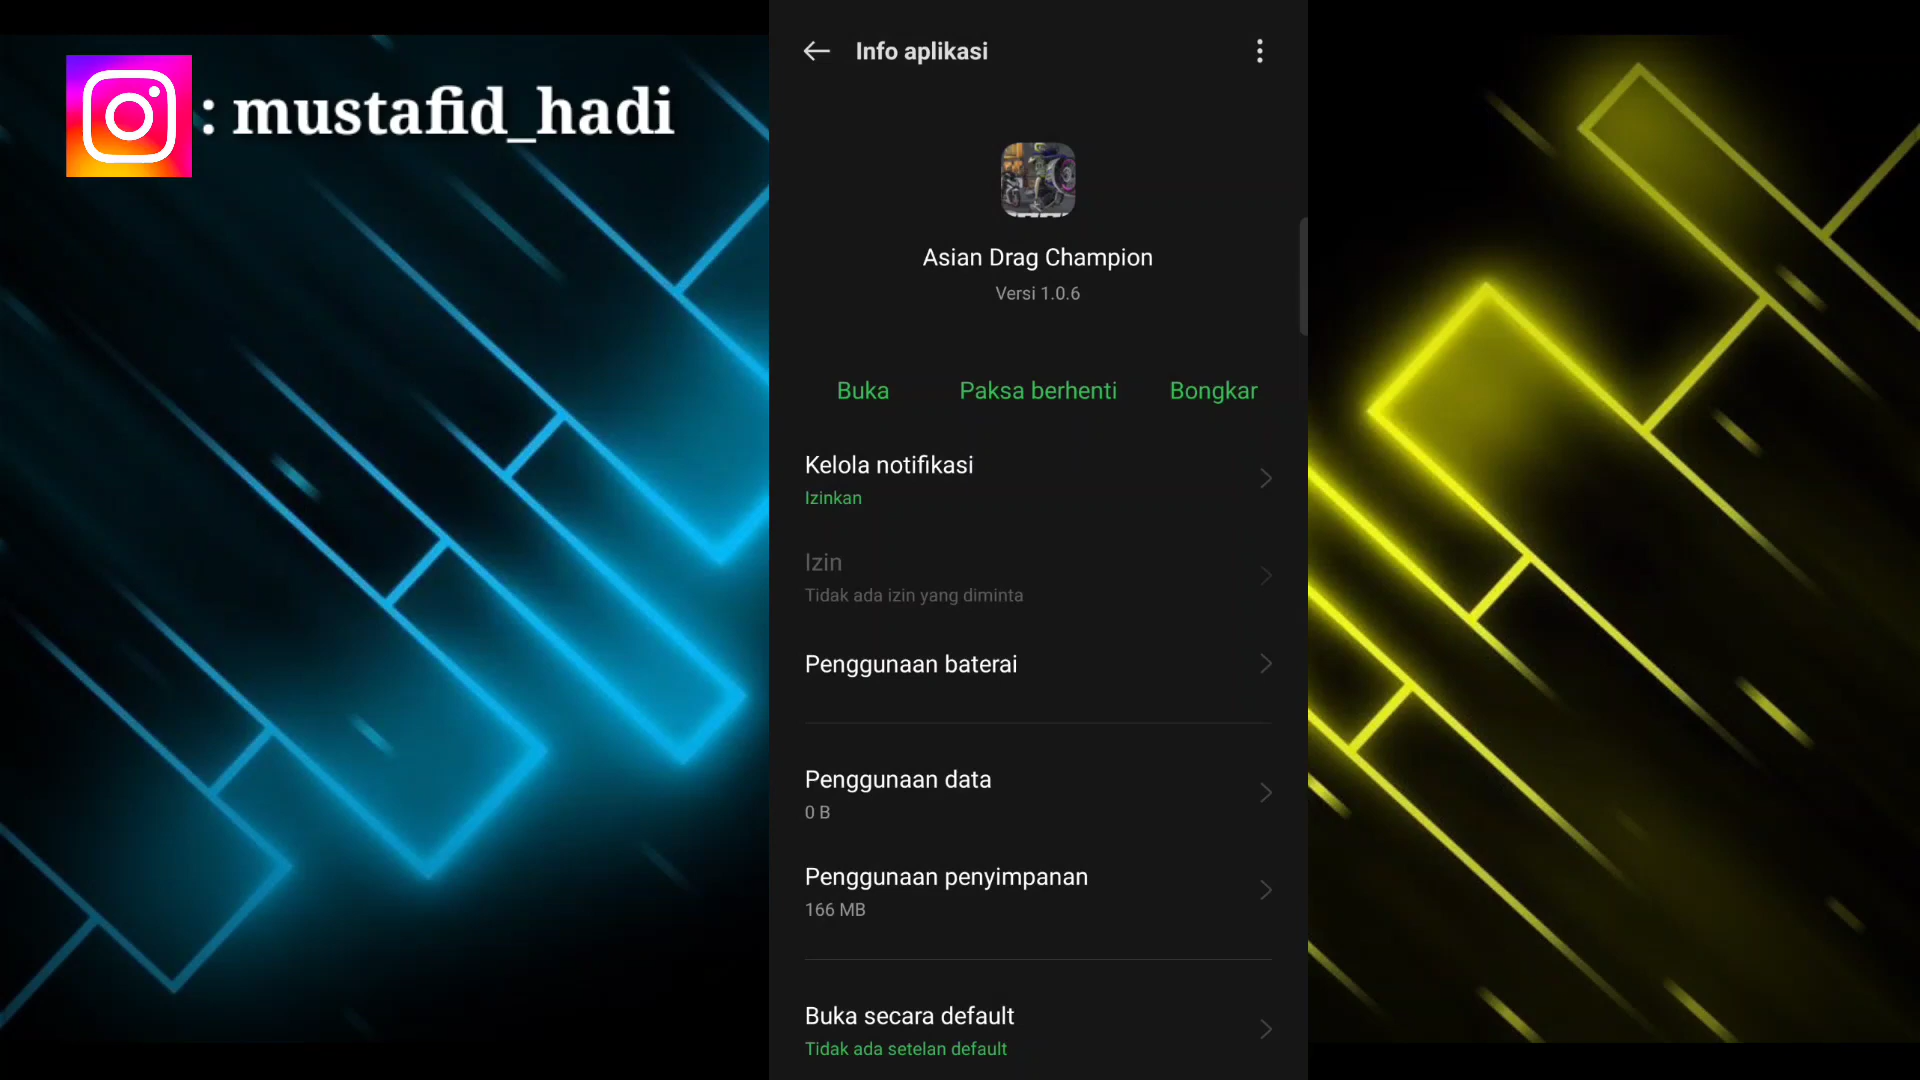 : mustafid_hadi
Info aplikasi
Asian Drag Champion
Versi 1.0.6
Buka
Paksa berhenti
Bongkar
Kelola notifikasi
Izinkan
Izin
Tidak ada izin yang diminta
Penggunaan baterai
Penggunaan data
0 B
Penggunaan penyimpanan
166 MB
Buka secara default
Tidak ada setelan default